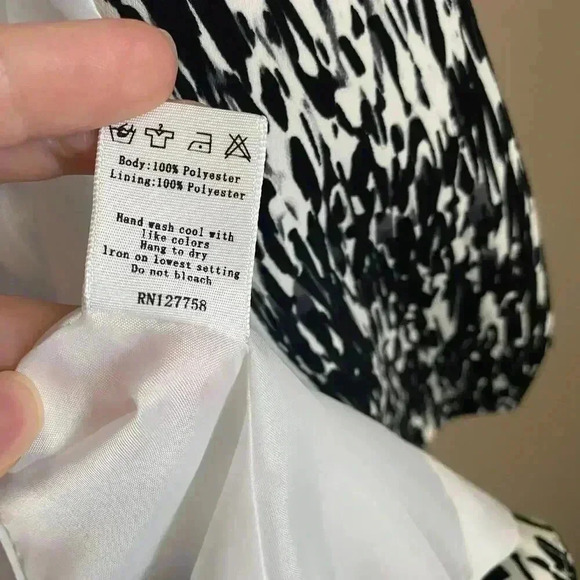 Body:100% Polyester
Lining:100% Polyester
Hand wash cool with
like colors
Hang to dry
Iron on lowest setting
Do not bleach
RN127758